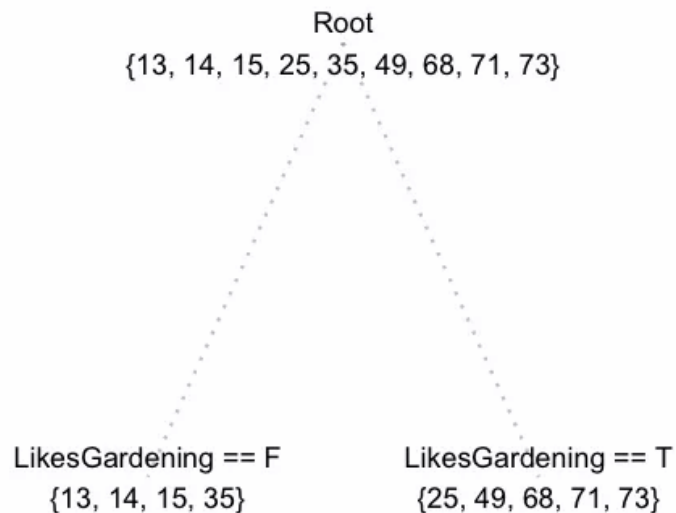 Root
{13, 14, 15, 25, 35, 49, 68, 71, 73}
LikesGardening == F
LikesGardening == T
{13, 14, 15, 35}
{25, 49, 68, 71, 73}